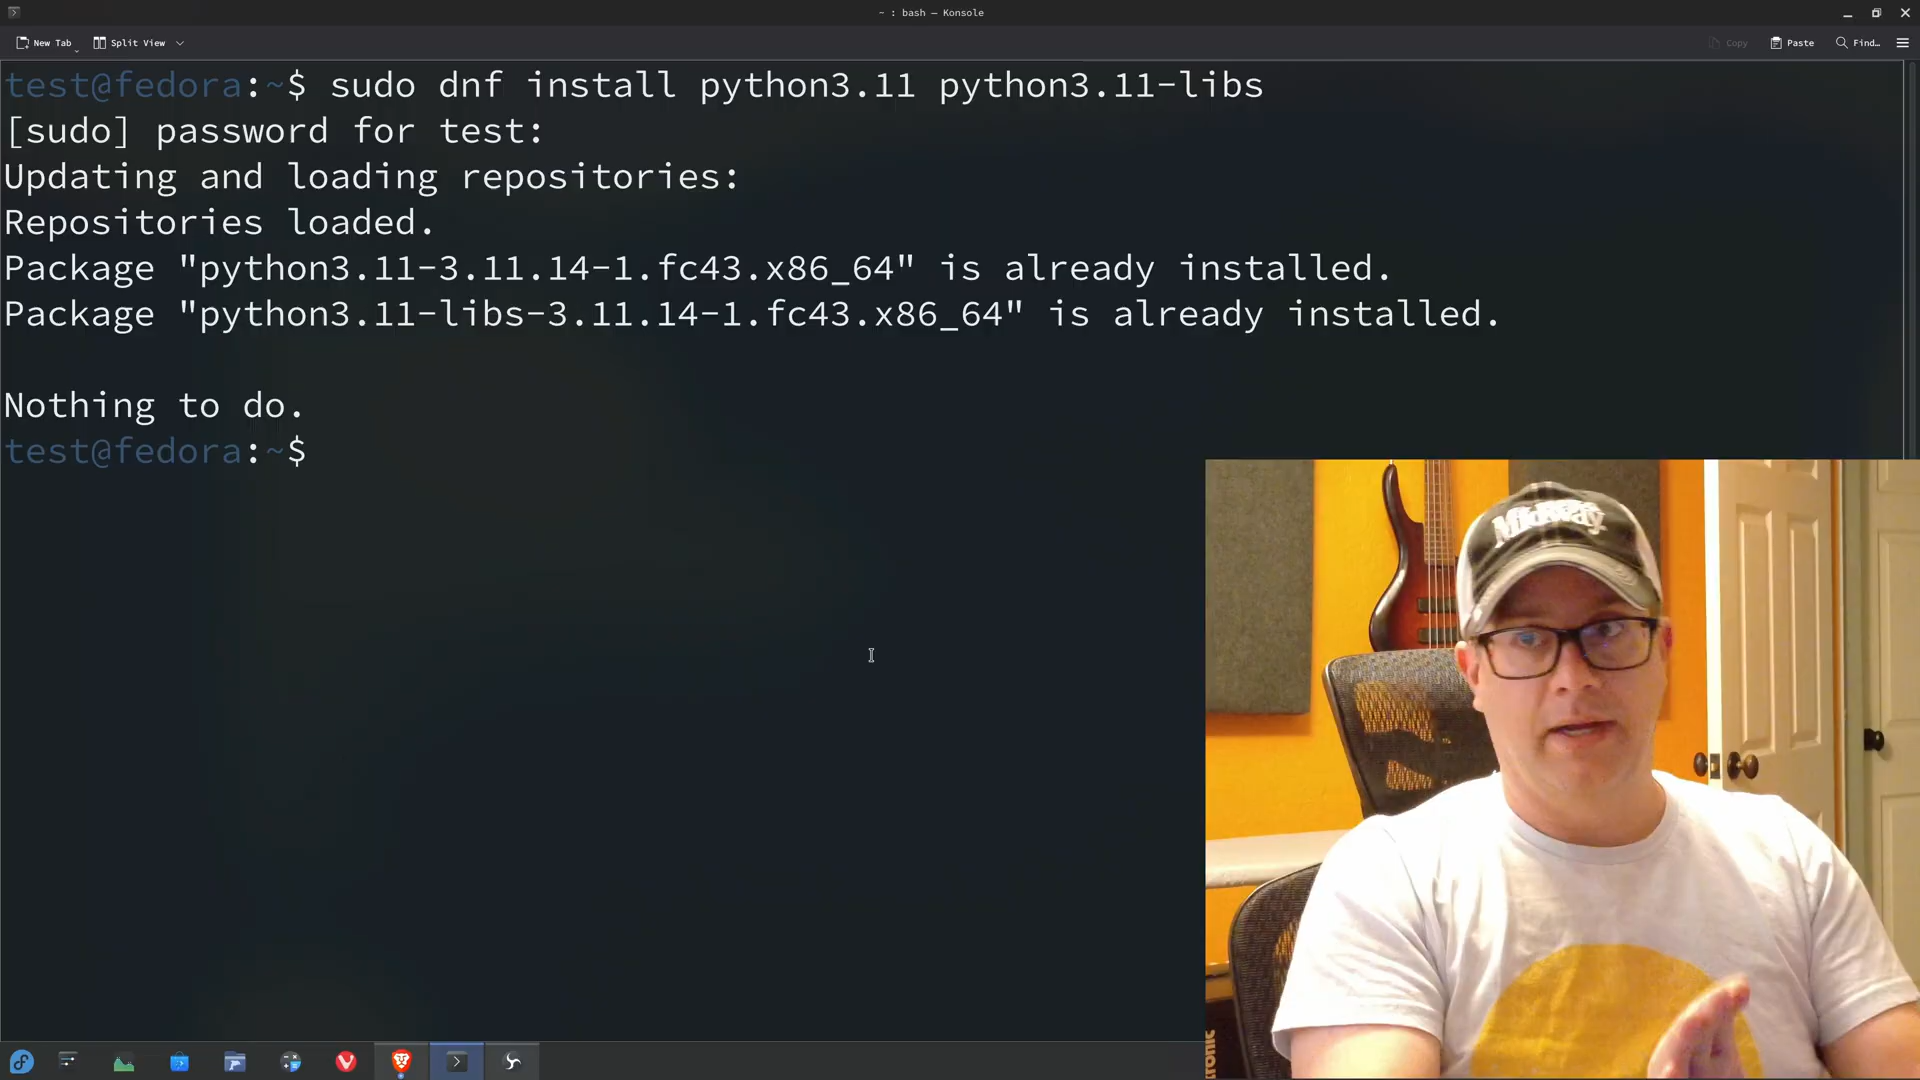 ~ : bash — Konsole
New Tab
Split View
Copy
Paste
Find...
test@fedora:~$ sudo dnf install python3.11 python3.11-libs
[sudo] password for test:
Updating and loading repositories:
Repositories loaded.
Package "python3.11-3.11.14-1.fc43.x86_64" is already installed.
Package "python3.11-libs-3.11.14-1.fc43.x86_64" is already installed.
Nothing to do.
test@fedora:~$
Midway